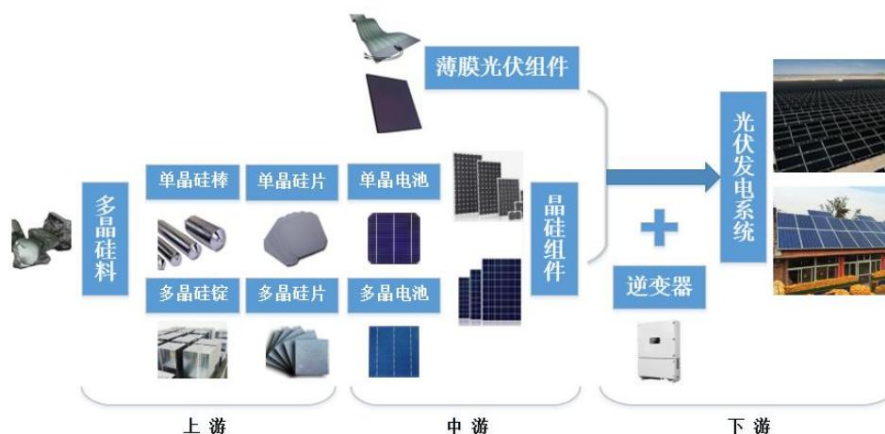 薄膜光伏组件
单晶硅棒
单晶硅片
单晶电池
多晶硅料
多晶硅锭
多晶硅片
多晶电池
晶硅组件
逆变器
光伏发电系统
上游
中游
下游